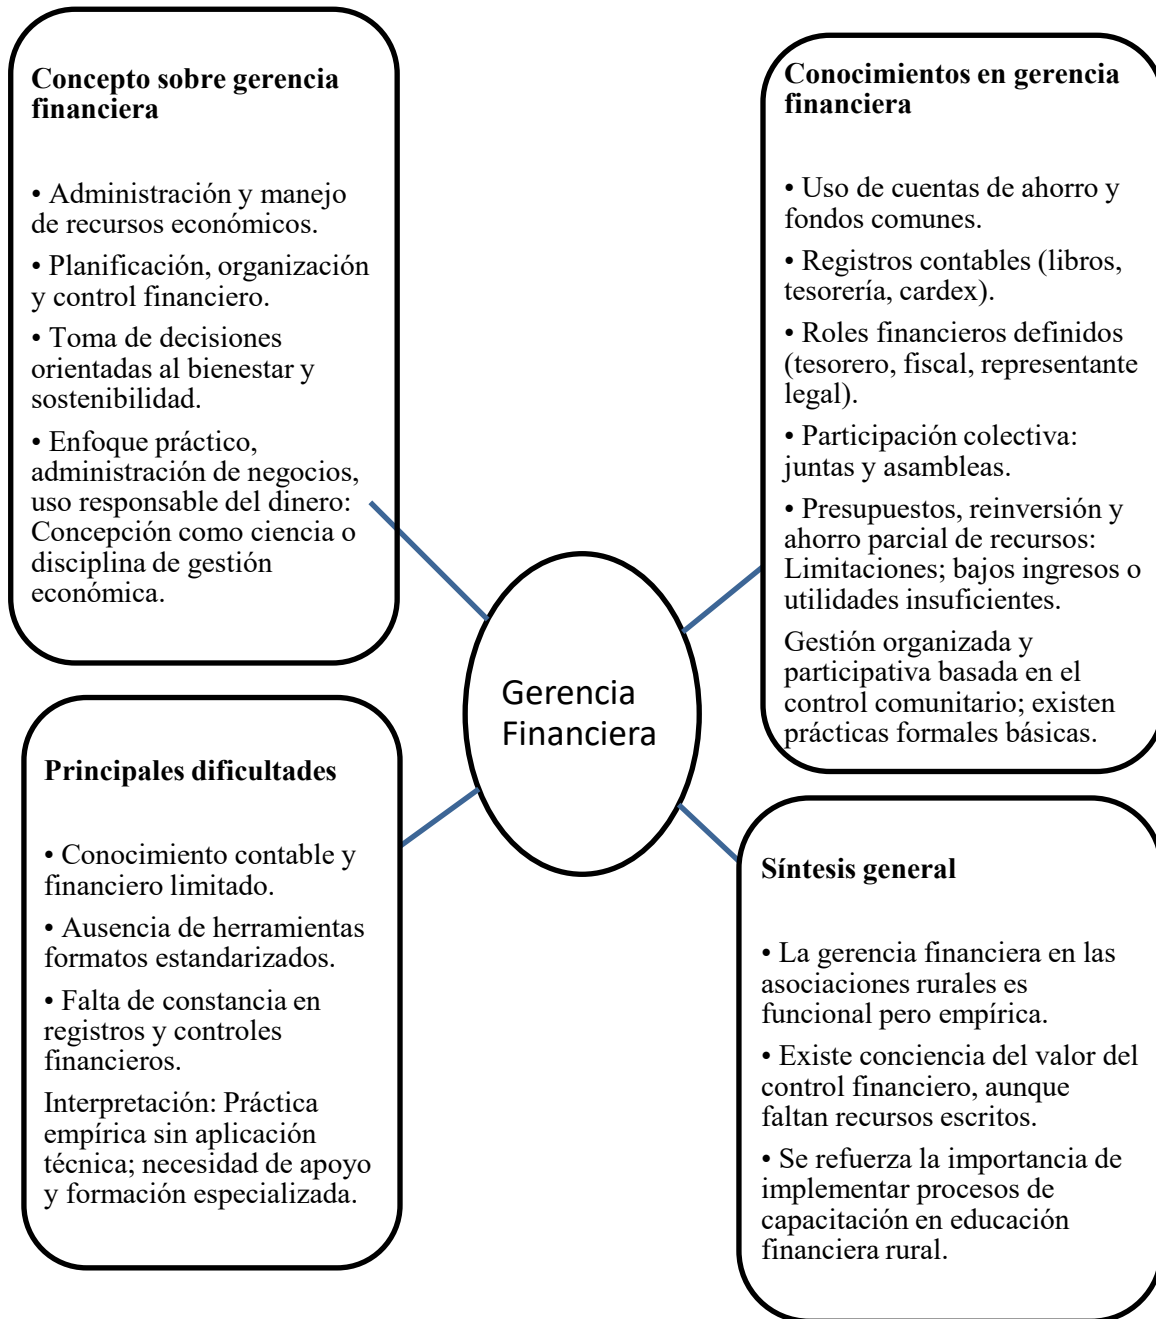 Concepto sobre gerencia
financiera
• Administración y manejo
de recursos económicos.
• Planificación, organización
y control financiero.
• Toma de decisiones
orientadas al bienestar y
sostenibilidad.
• Enfoque práctico,
administración de negocios,
uso responsable del dinero:
Concepción como ciencia o
disciplina de gestión
económica.
Conocimientos en gerencia
financiera
• Uso de cuentas de ahorro y
fondos comunes.
• Registros contables (libros,
tesorería, cardex).
• Roles financieros definidos
(tesorero, fiscal, representante
legal).
• Participación colectiva:
juntas y asambleas.
• Presupuestos, reinversión y
ahorro parcial de recursos:
Limitaciones; bajos ingresos o
utilidades insuficientes.
Gestión organizada y
participativa basada en el
control comunitario; existen
prácticas formales básicas.
Gerencia
Financiera
Principales dificultades
• Conocimiento contable y
financiero limitado.
• Ausencia de herramientas
formatos estandarizados.
• Falta de constancia en
registros y controles
financieros.
Interpretación: Práctica
empírica sin aplicación
técnica; necesidad de apoyo
y formación especializada.
Síntesis general
• La gerencia financiera en las
asociaciones rurales es
funcional pero empírica.
• Existe conciencia del valor del
control financiero, aunque
faltan recursos escritos.
• Se refuerza la importancia de
implementar procesos de
capacitación en educación
financiera rural.